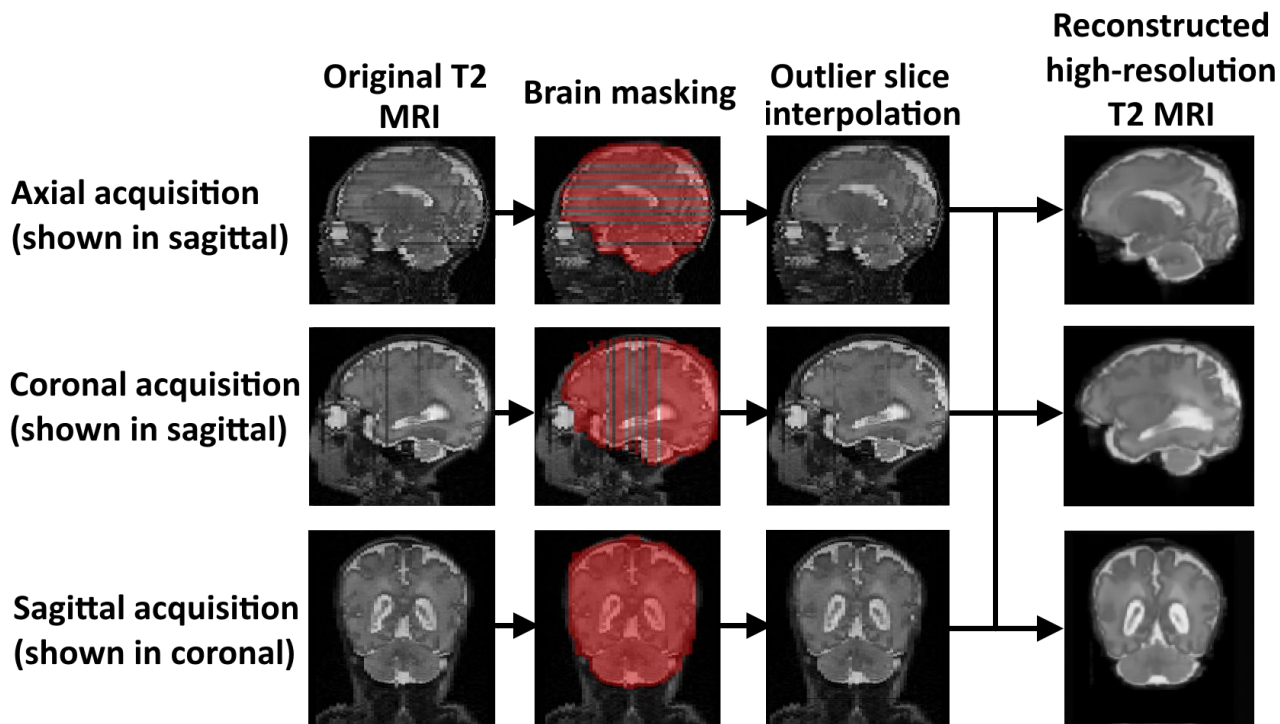 Original T2
MRI
Brain masking
Outlier slice
interpolation
Reconstructed
high-resolution
T2 MRI
Axial acquisition
(shown in sagittal)
Coronal acquisition
(shown in sagittal)
Sagittal acquisition
(shown in coronal)